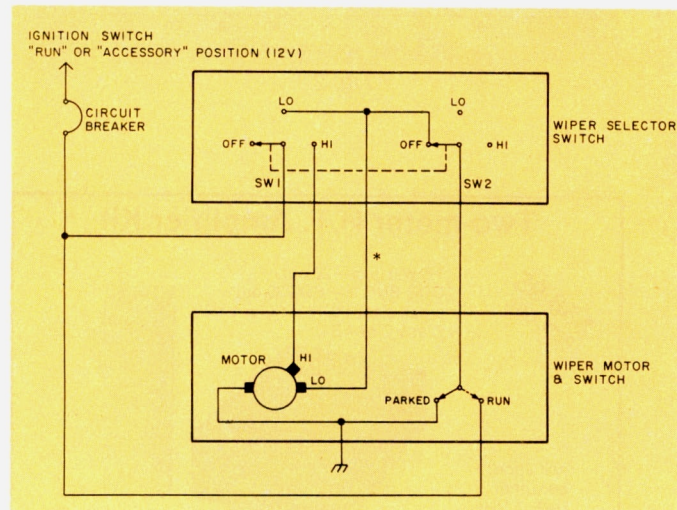 IGNITION SWITCH
"RUN" OR "ACCESSORY" POSITION (12V)
CIRCUIT
BREAKER
LO
LO
OFF
HI
OFF
HI
SW1
SW2
WIPER SELECTOR
SWITCH
*
MOTOR
HI
LO
PARKED
RUN
WIPER MOTOR
& SWITCH